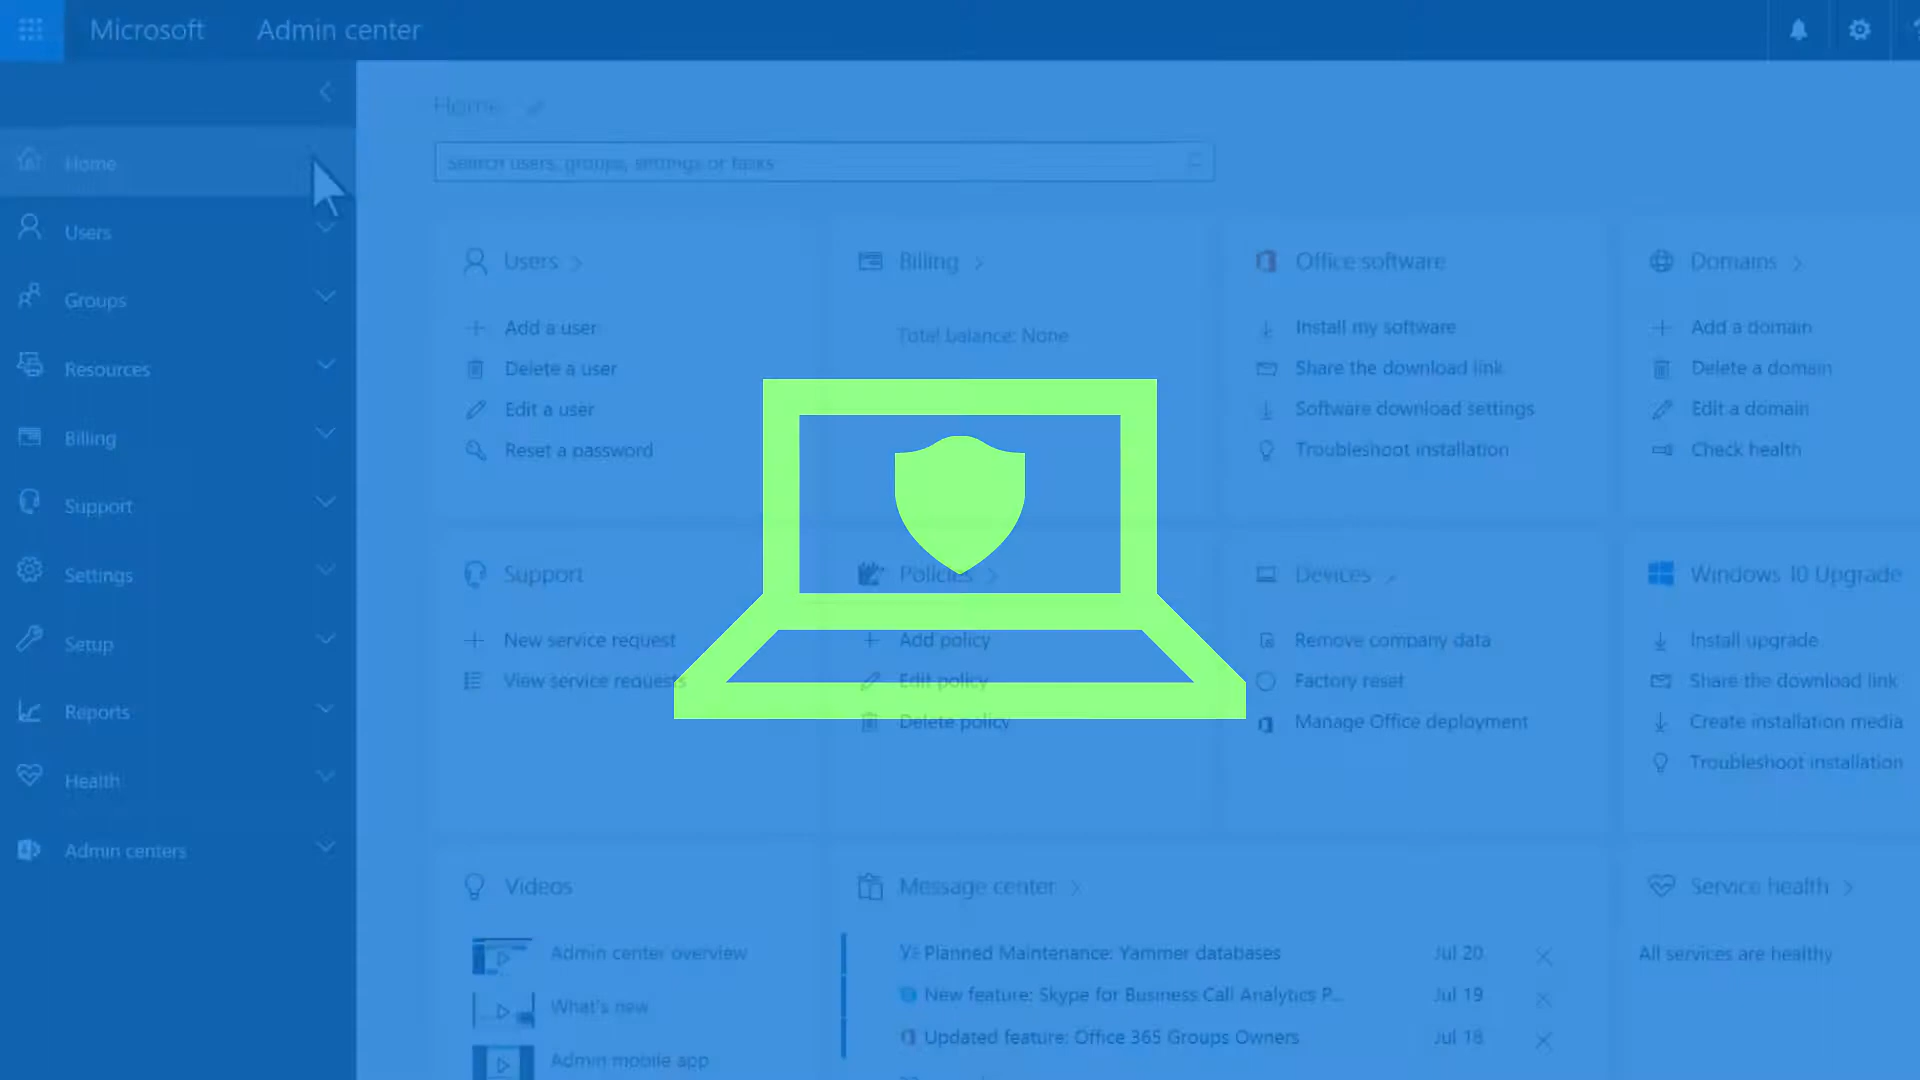 Microsoft Admin center
Home
Users
Groups
Resources
Billing
Support
Settings
Setup
Reports
Health
Admin centers
Home
Search users, groups, settings or tasks
Users
Add a user
Delete a user
Edit a user
Reset a password
Billing
Total balance: None
Office software
Install my software
Share the download link
Software download settings
Troubleshoot installation
Domains
Add a domain
Delete a domain
Edit a domain
Check health
Support
New service request
View service requests
Policies
Add policy
Edit policy
Delete policy
Devices
Remove company data
Factory reset
Manage Office deployment
Windows 10 Upgrade
Install upgrade
Share the download link
Create installation media
Troubleshoot installation
Videos
Admin center overview
What's new
Admin mobile app
Message center
Planned Maintenance: Yammer databases Jul 20
New feature: Skype for Business Call Analytics P... Jul 19
Updated feature: Office 365 Groups Owners Jul 18
Service health
All services are healthy